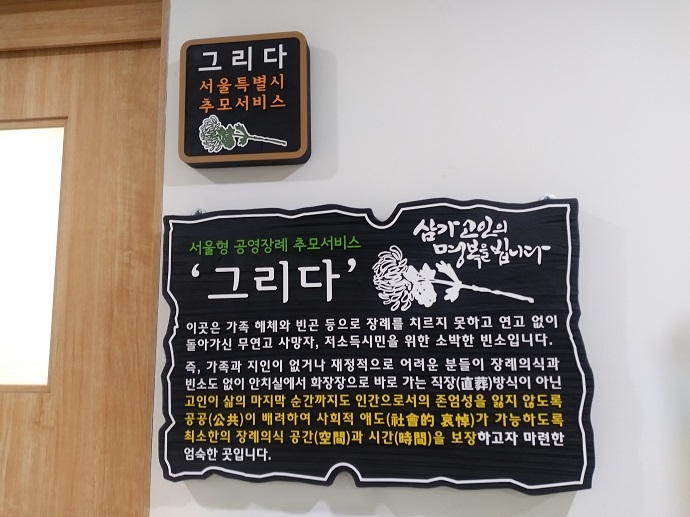 그리다
서울특별시
추모서비스
삼가 고인의
명복을 빕니다
서울형 공영장례 추모서비스
'그리다'
이곳은 가족 해체와 빈곤 등으로 장례를 치르지 못하고 연고 없이
돌아가신 무연고 사망자, 저소득시민을 위한 소박한 빈소입니다.
즉, 가족과 지인이 없거나 재정적으로 어려운 분들이 장례의식과
빈소도 없이 안치실에서 화장장으로 바로 가는 직장(直葬)방식이 아닌
고인이 삶의 마지막 순간까지도 인간으로서의 존엄성을 잃지 않도록
공공(公共)이 배려하여 사회적 애도(社會的 哀悼)가 가능하도록
최소한의 장례의식 공간(空間)과 시간(時間)을 보장하고자 마련한
엄숙한 곳입니다.